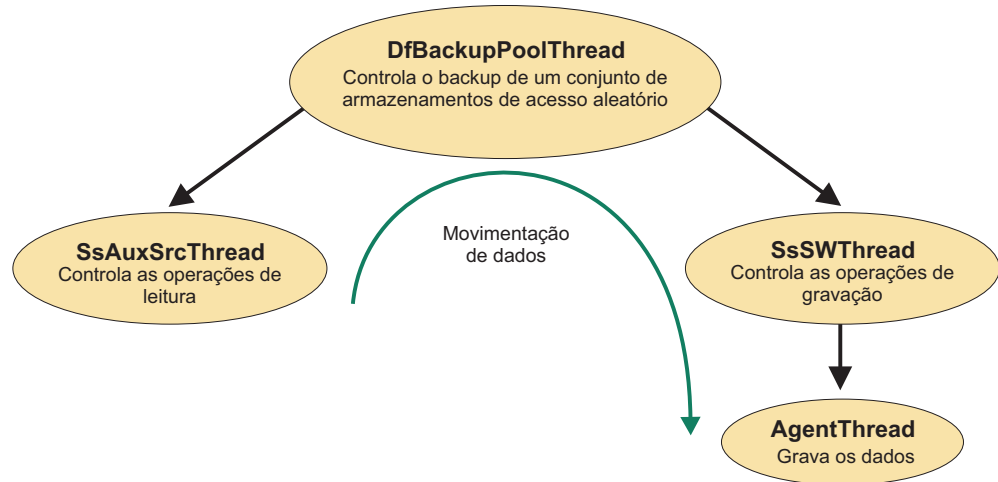 DfBackupPoolThread
Controla o backup de um conjunto de
armazenamentos de acesso aleatório
SsAuxSrcThread
Controla as operações de
leitura
Movimentação
de dados
SsSWThread
Controla as operações de
gravação
AgentThread
Grava os dados